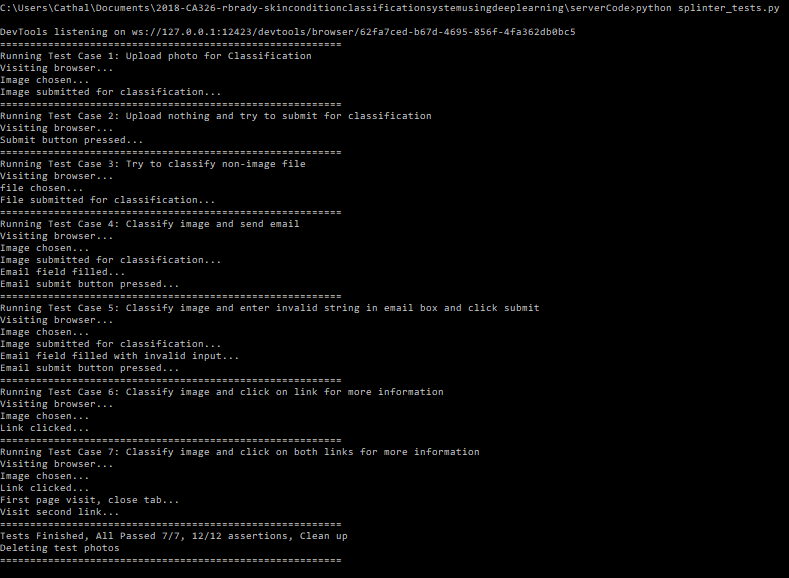 C:\Users\Cathal\Documents\2018-CA326-rbrady-skinconditionclassificationsystemusingdeeplearning\serverCode>python splinter_tests.py
DevTools listening on ws://127.0.0.1:12423/devtools/browser/62fa7ced-b67d-4695-856f-4fa362db0bc5
=========================================================
Running Test Case 1: Upload photo for Classification
Visiting browser...
Image chosen...
Image submitted for classification...
=========================================================
Running Test Case 2: Upload nothing and try to submit for classification
Visiting browser...
Submit button pressed...
=========================================================
Running Test Case 3: Try to classify non-image file
Visiting browser...
file chosen...
File submitted for classification...
=========================================================
Running Test Case 4: Classify image and send email
Visiting browser...
Image chosen...
Image submitted for classification...
Email field filled...
Email submit button pressed...
=========================================================
Running Test Case 5: Classify image and enter invalid string in email box and click submit
Visiting browser...
Image chosen...
Image submitted for classification...
Email field filled with invalid input...
Email submit button pressed...
=========================================================
Running Test Case 6: Classify image and click on link for more information
Visiting browser...
Image chosen...
Link clicked...
=========================================================
Running Test Case 7: Classify image and click on both links for more information
Visiting browser...
Image chosen...
Link clicked...
First page visit, close tab...
Visit second link...
=========================================================
Tests Finished, All Passed 7/7, 12/12 assertions, Clean up
Deleting test photos
=========================================================